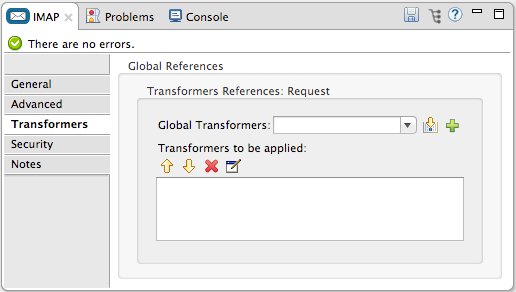 IMAP
Problems
Console
There are no errors.
General
Advanced
Transformers
Security
Notes
Global References
Transformers References: Request
Global Transformers:
Transformers to be applied: